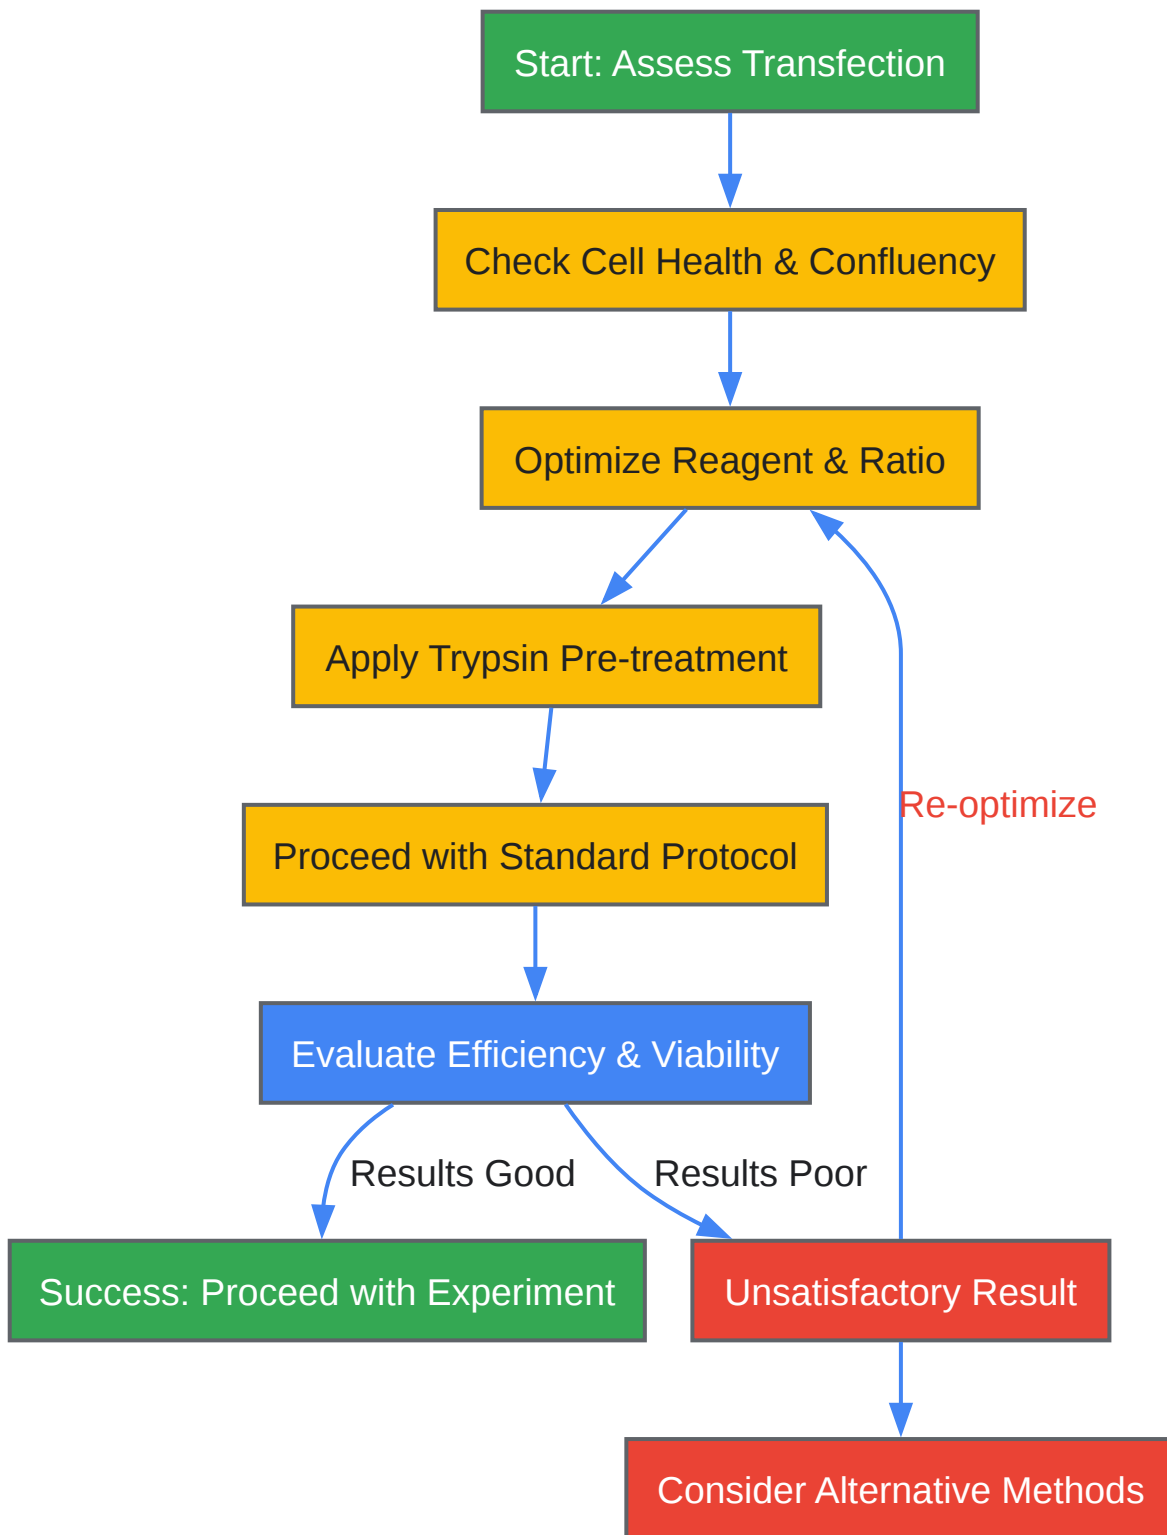 Start: Assess Transfection
Check Cell Health & Confluency
Optimize Reagent & Ratio
Apply Trypsin Pre-treatment
Re-optimize
Proceed with Standard Protocol
Evaluate Efficiency & Viability
Results Good
Results Poor
Success: Proceed with Experiment
Unsatisfactory Result
Consider Alternative Methods